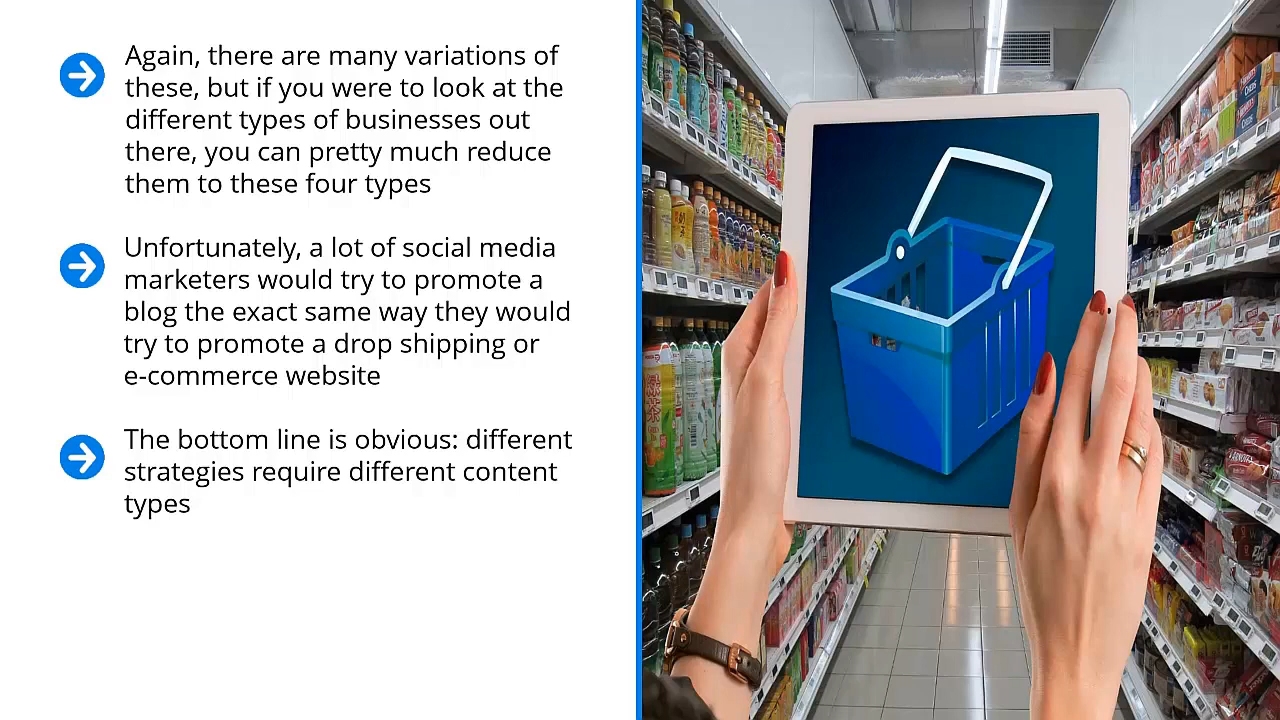 Again, there are many variations of
these, but if you were to look at the
different types of businesses out
there, you can pretty much reduce
them to these four types
Unfortunately, a lot of social media
marketers would try to promote a
blog the exact same way they would
try to promote a drop shipping or
e-commerce website
The bottom line is obvious: different
strategies require different content
types